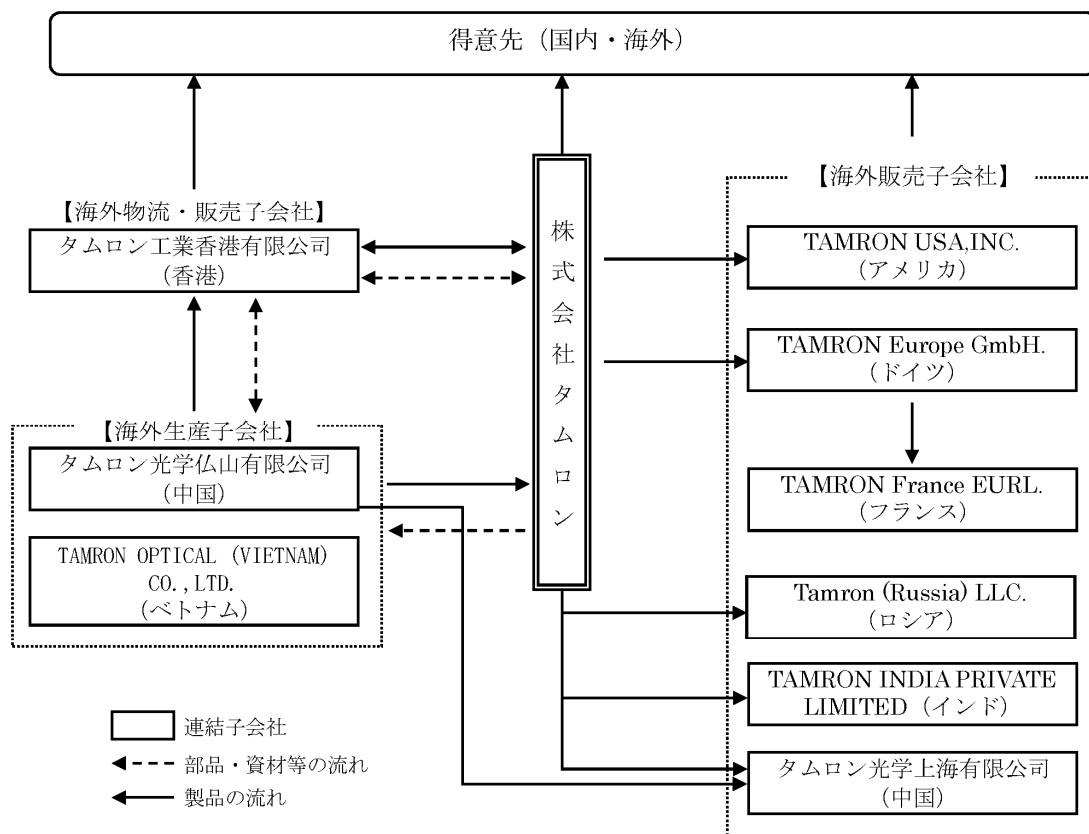 得意先（国内・海外）
【海外物流・販売子会社】
タムロン工業香港有限公司
（香港）
【海外生産子会社】
タムロン光学仏山有限公司
（中国）
TAMRON OPTICAL (VIETNAM)
CO.,LTD.
（ベトナム）
株式会社タムロン
【海外販売子会社】
TAMRON USA,INC.
（アメリカ）
TAMRON Europe GmbH.
（ドイツ）
TAMRON France EURL.
（フランス）
Tamron (Russia) LLC.
（ロシア）
TAMRON INDIA PRIVATE
LIMITED（インド）
タムロン光学上海有限公司
（中国）
連結子会社
部品・資材等の流れ
製品の流れ